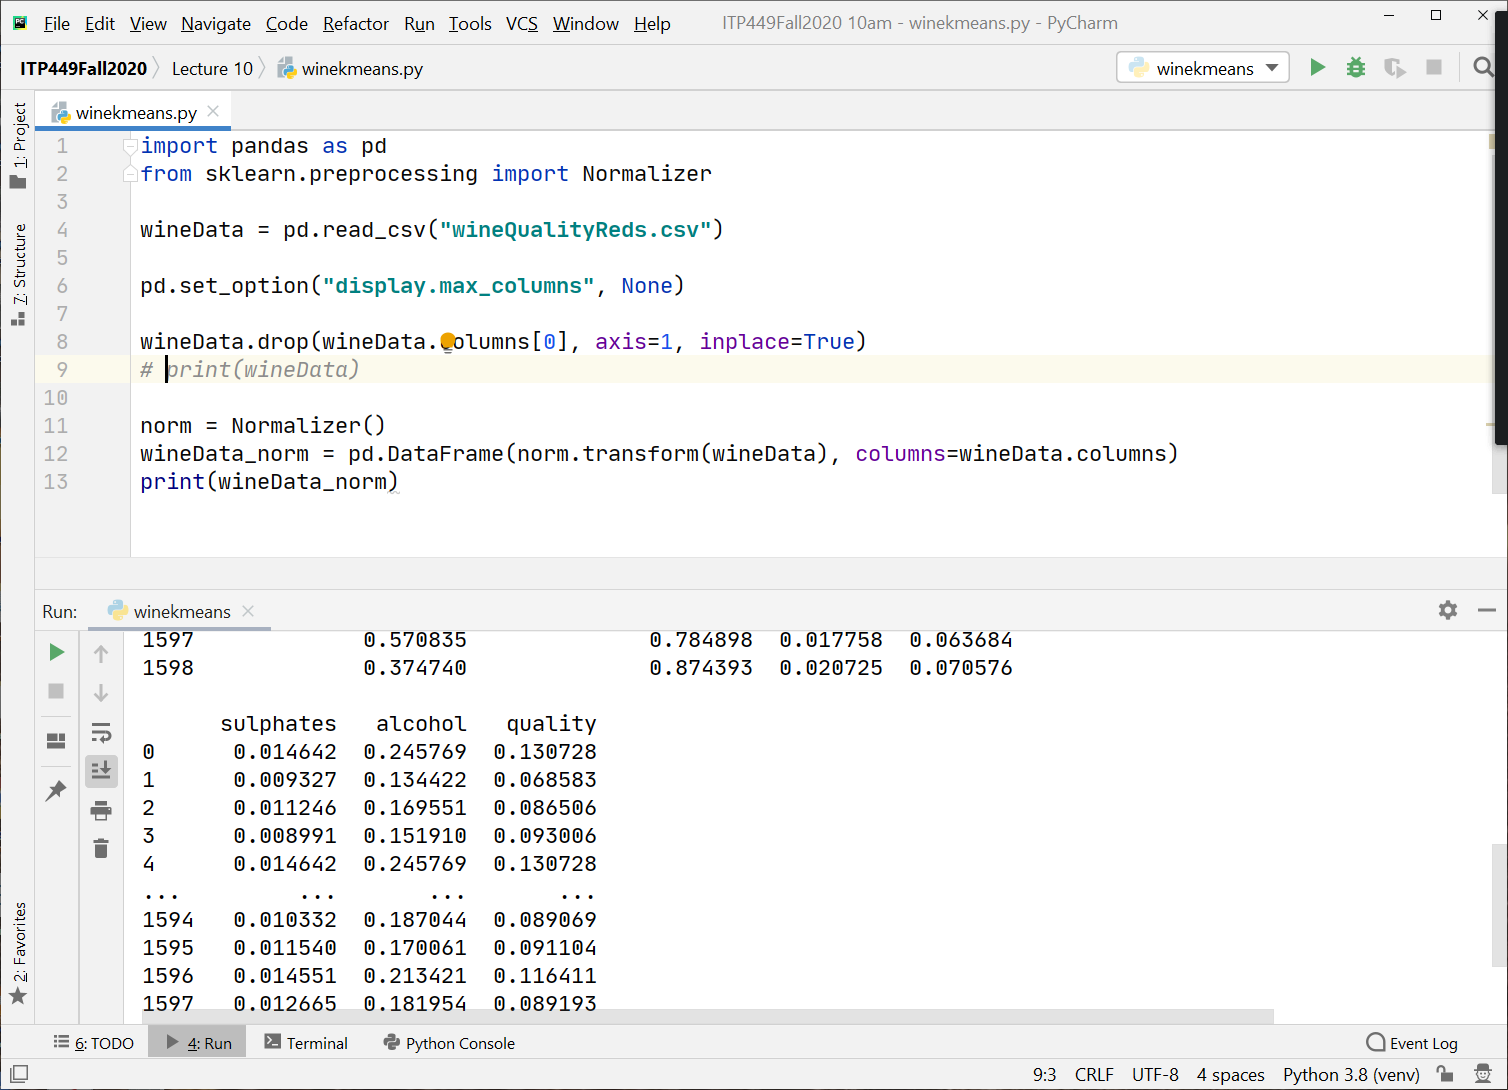 File Edit View Navigate Code Refactor Run Tools VCS Window Help ITP449Fall2020 10am - winekmeans.py - PyCharm
ITP449Fall2020 Lecture 10 winekmeans.py winekmeans
1: Project
7: Structure
2: Favorites
winekmeans.py
1 import pandas as pd
2 from sklearn.preprocessing import Normalizer
3
4 wineData = pd.read_csv("wineQualityReds.csv")
5
6 pd.set_option("display.max_columns", None)
7
8 wineData.drop(wineData.columns[0], axis=1, inplace=True)
9 # print(wineData)
10
11 norm = Normalizer()
12 wineData_norm = pd.DataFrame(norm.transform(wineData), columns=wineData.columns)
13 print(wineData_norm)
Run: winekmeans
1597 0.570835 0.784898 0.017758 0.063684
1598 0.374740 0.874393 0.020725 0.070576
sulphates alcohol quality
0 0.014642 0.245769 0.130728
1 0.009327 0.134422 0.068583
2 0.011246 0.169551 0.086506
3 0.008991 0.151910 0.093006
4 0.014642 0.245769 0.130728
... ... ... ...
1594 0.010332 0.187044 0.089069
1595 0.011540 0.170061 0.091104
1596 0.014551 0.213421 0.116411
1597 0.012665 0.181954 0.089193
6: TODO 4: Run Terminal Python Console Event Log
9:3 CRLF UTF-8 4 spaces Python 3.8 (venv)